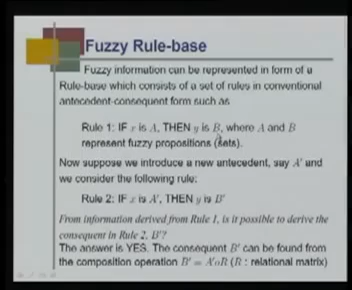 Fuzzy Rule-base
Fuzzy information can be represented in form of a
Rule-base which consists of a set of rules in conventional
antecedent-consequent form such as
Rule 1: IF x is A, THEN y is B, where A and B
represent fuzzy propositions (sets).
Now suppose we introduce a new antecedent, say A' and
we consider the following rule:
Rule 2: IF x is A', THEN y is B'
From information derived from Rule 1, is it possible to derive the
consequent in Rule 2, B'?
The answer is YES. The consequent B' can be found from
the composition operation B' = A'oR (R : relational matrix)